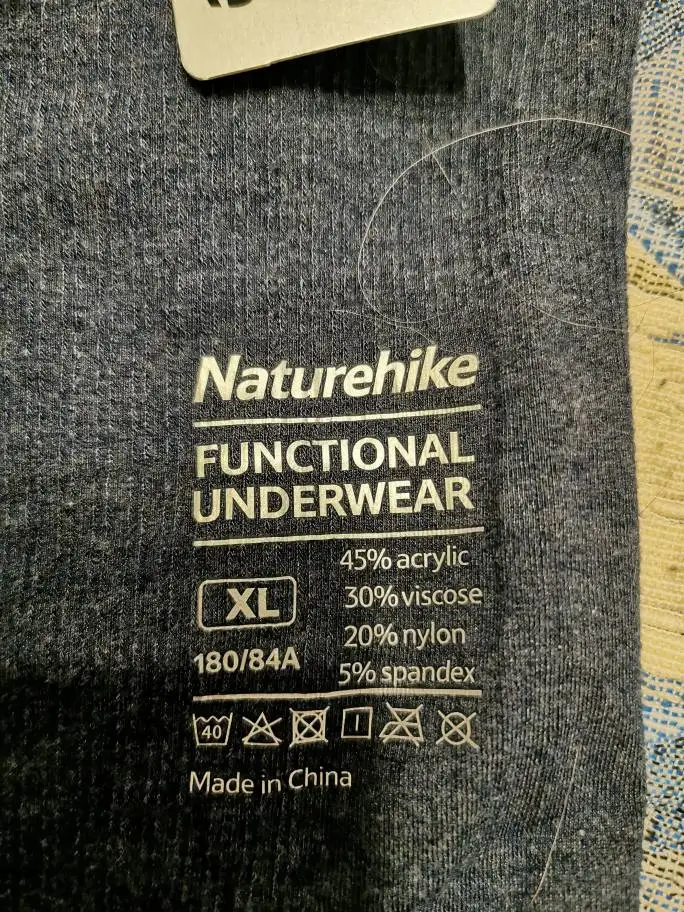 Naturehike
FUNCTIONAL
UNDERWEAR
45% acrylic
XL
30% viscose
20% nylon
180/84A
5% spandex
40
Made in China